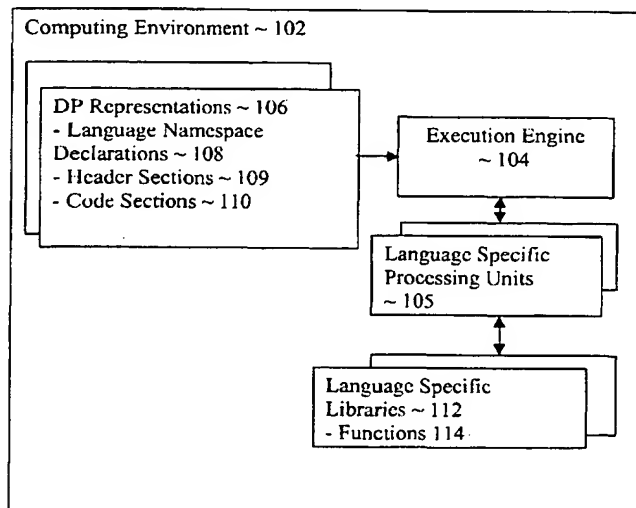 Computing Environment ~ 102
DP Representations ~ 106
- Language Namespace
Declarations ~ 108
- Header Sections ~ 109
- Code Sections ~ 110
Execution Engine
~ 104
Language Specific
Processing Units
~ 105
Language Specific
Libraries ~ 112
- Functions 114